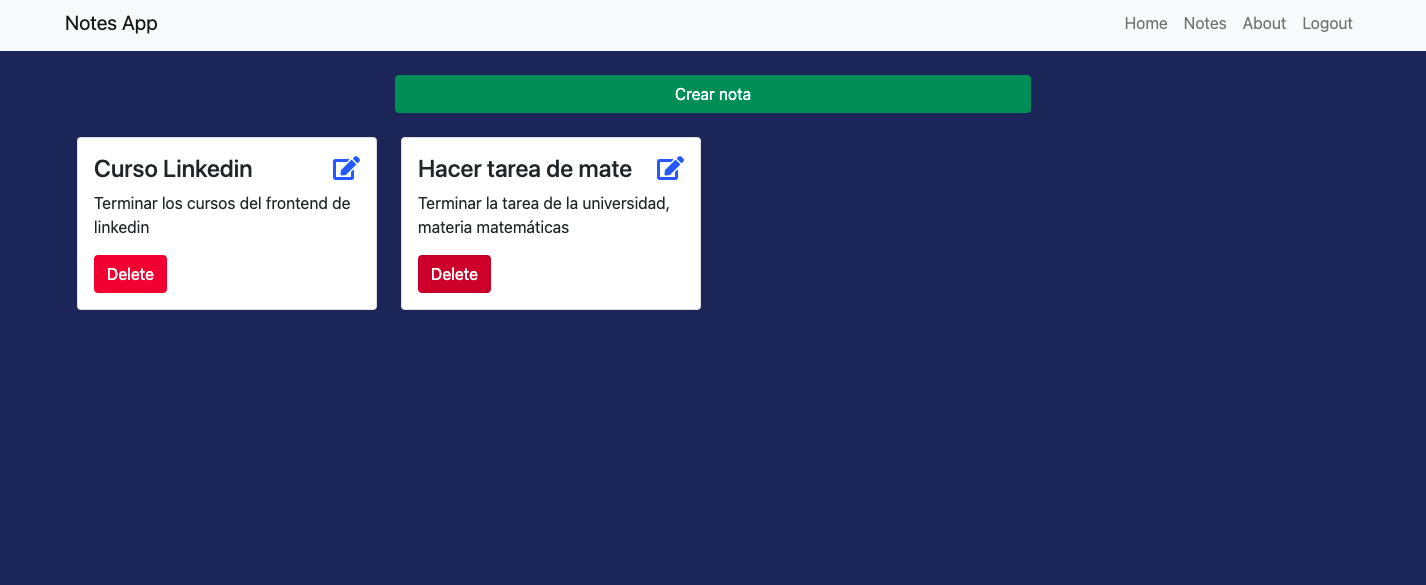 Notes App
Home Notes About Logout
Crear nota
Curso Linkedin
Terminar los cursos del frontend de
linkedin
Delete
Hacer tarea de mate
Terminar la tarea de la universidad,
materia matemáticas
Delete